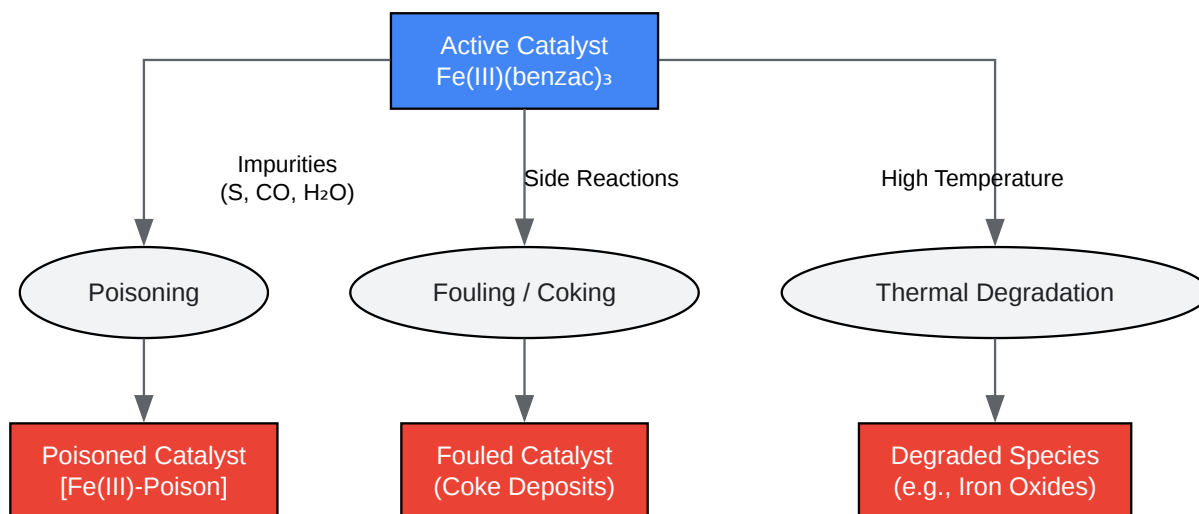 Active Catalyst
Fe(III)(benzac)₃
Impurities
(S, CO, H₂O)
Side Reactions
High Temperature
Poisoning
Fouling / Coking
Thermal Degradation
Poisoned Catalyst
[Fe(III)-Poison]
Fouled Catalyst
(Coke Deposits)
Degraded Species
(e.g., Iron Oxides)